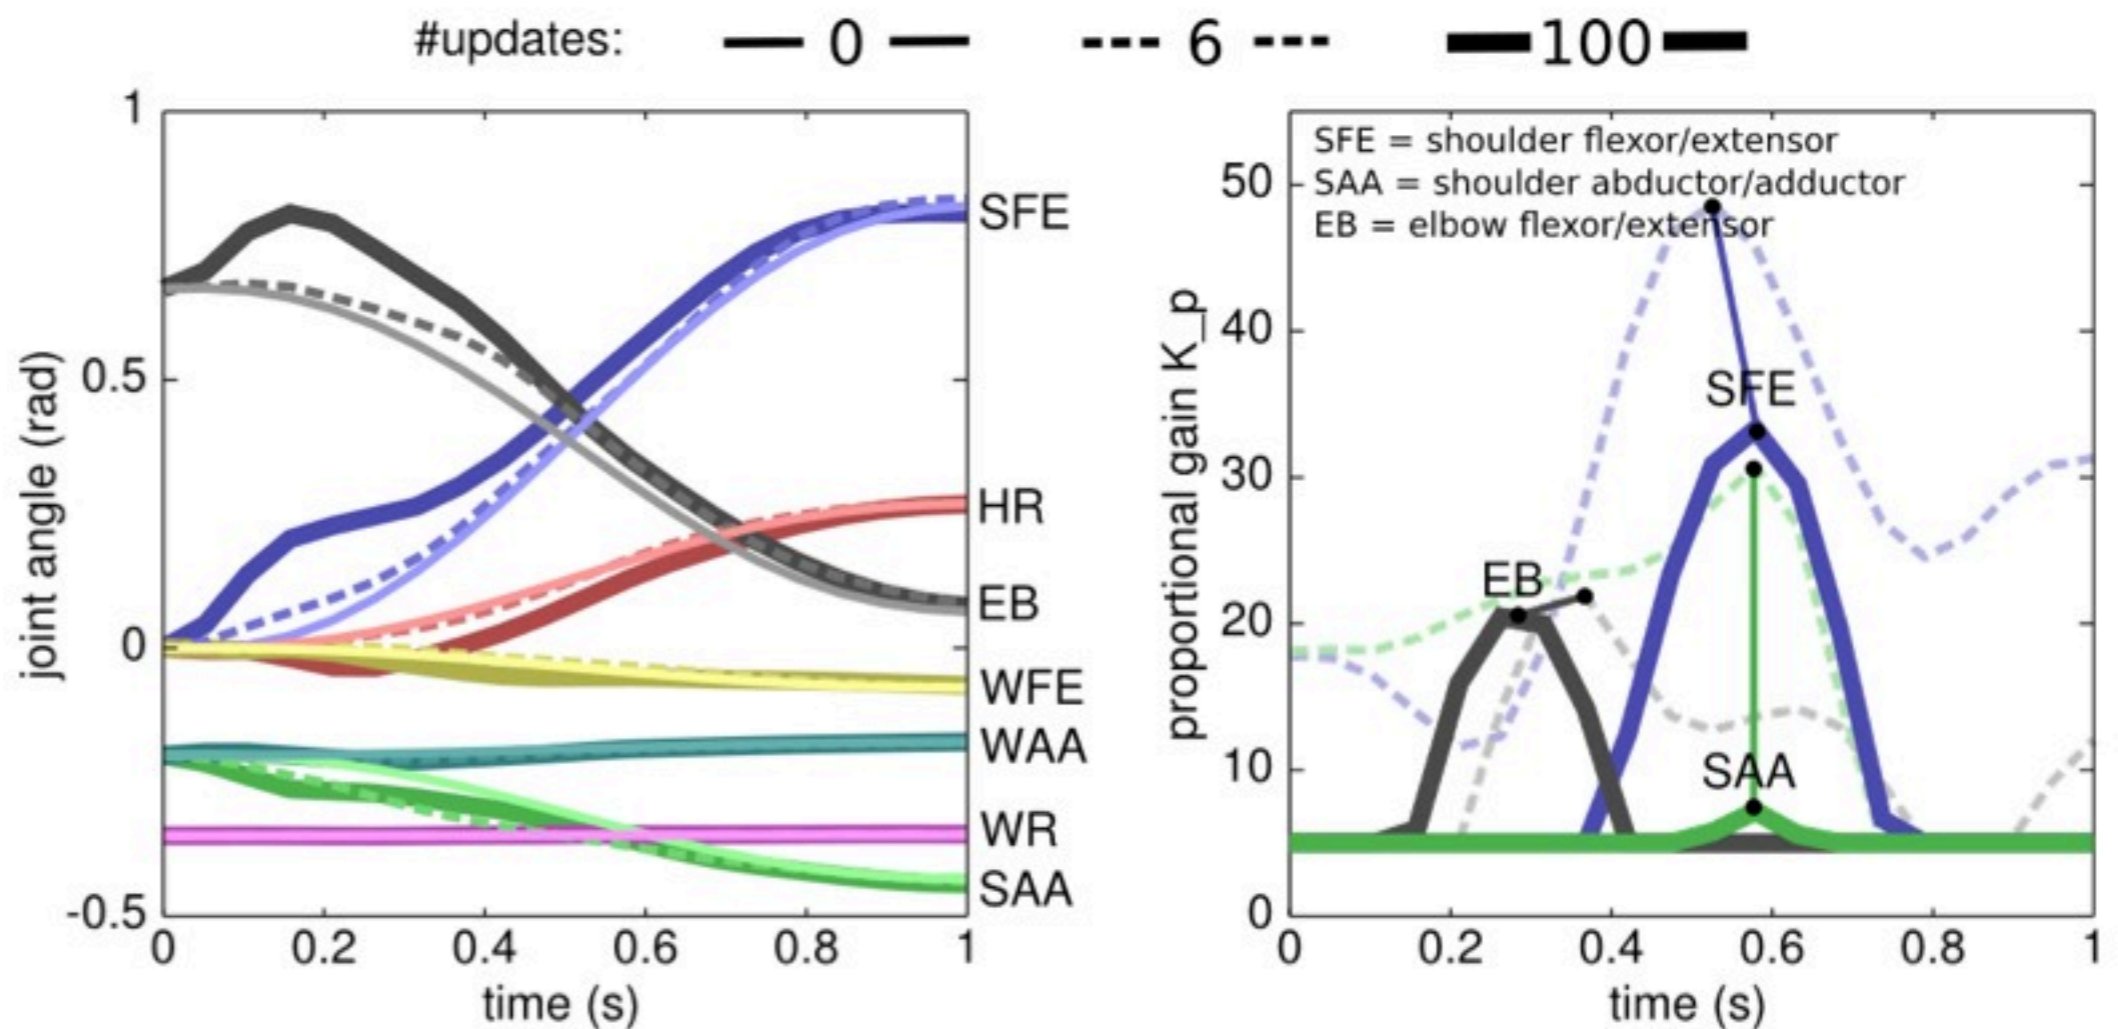 #updates: 0 6 100
1
0.5
0
-0.5
joint angle (rad)
0 0.2 0.4 0.6 0.8 1
time (s)
SFE
HR
EB
WFE
WAA
WR
SAA
SFE = shoulder flexor/extensor
SAA = shoulder abductor/adductor
EB = elbow flexor/extensor
50
40
30
20
10
0
proportional gain K_p
SFE
EB
SAA
0 0.2 0.4 0.6 0.8 1
time (s)